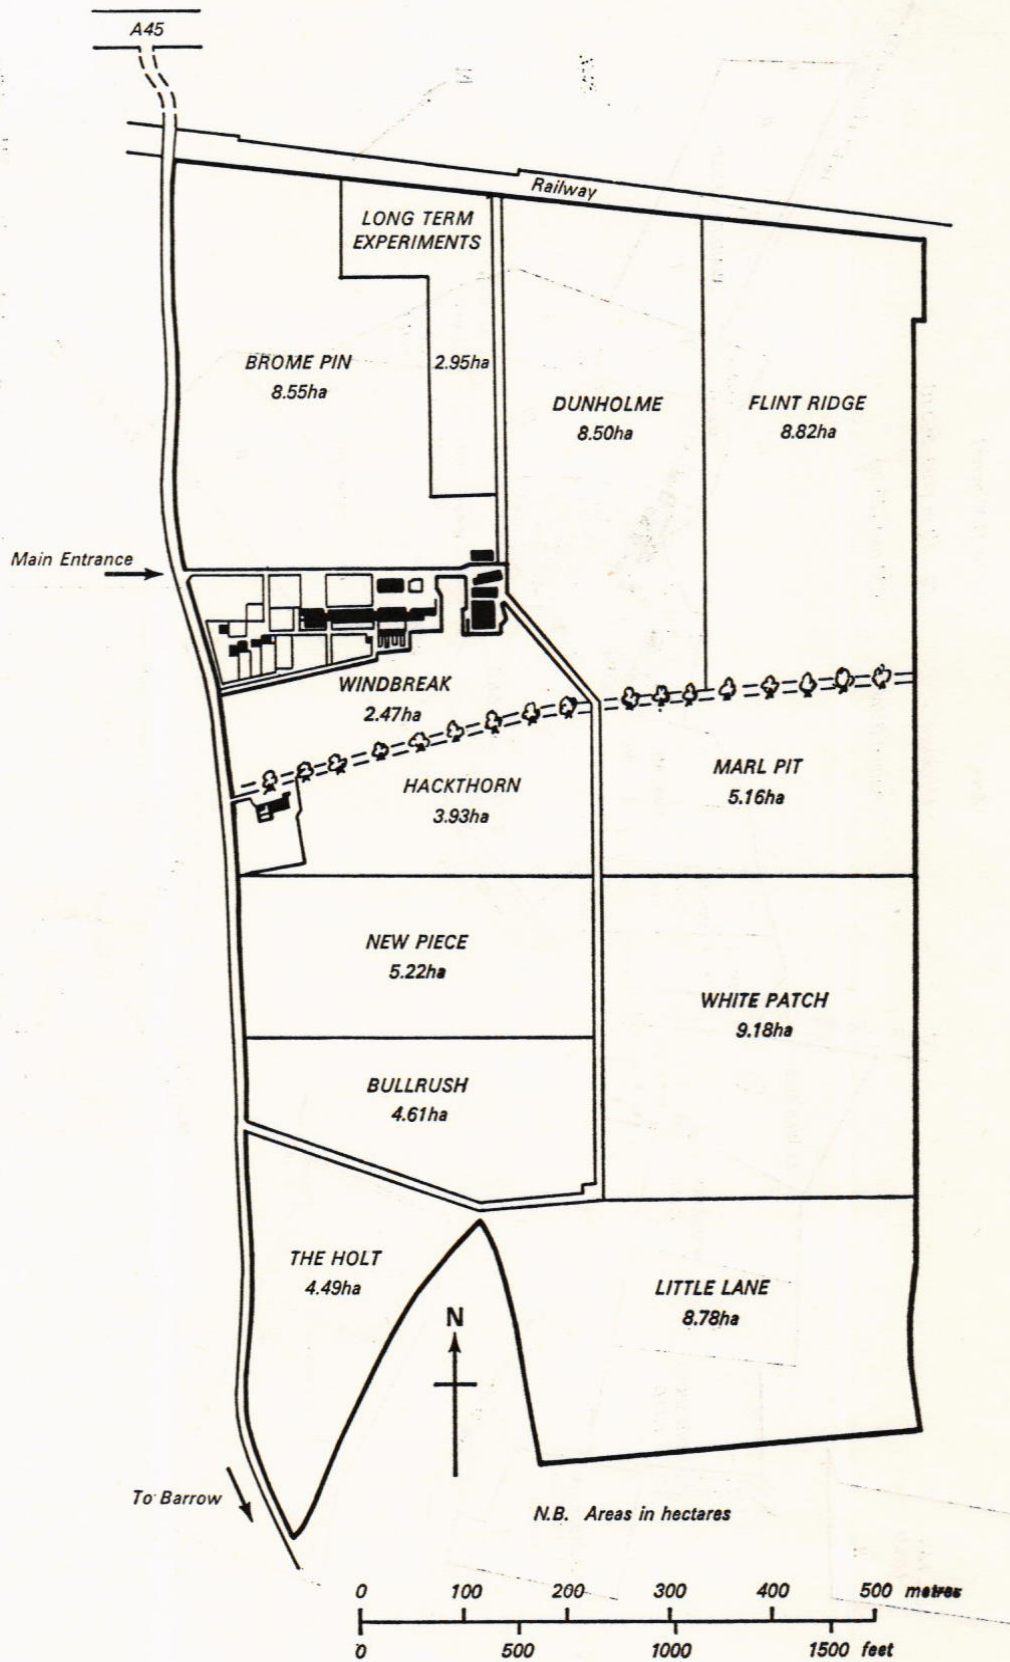 A45
Railway
LONG TERM
EXPERIMENTS
BROME PIN
8.55ha
2.95ha
DUNHOLME
8.50ha
FLINT RIDGE
8.82ha
Main Entrance
WINDBREAK
2.47ha
HACKTHORN
3.93ha
MARL PIT
5.16ha
NEW PIECE
5.22ha
WHITE PATCH
9.18ha
BULLRUSH
4.61ha
THE HOLT
4.49ha
LITTLE LANE
8.78ha
N
To Barrow
N.B. Areas in hectares
0 100 200 300 400 500 metres
0 500 1000 1500 feet